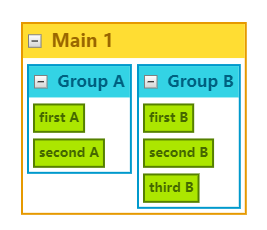 Main 1
Group A
first A
second A
Group B
first B
second B
third B